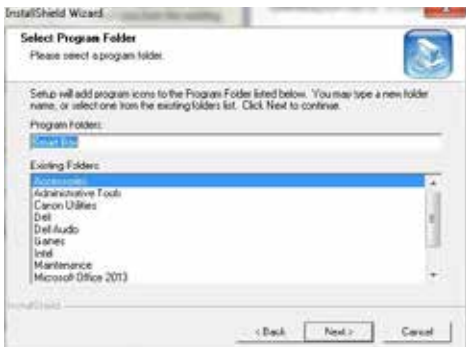 InstallShield Wizard
Select Program Folder
Please select a program folder.
Setup will add program icons to the Program Folder listed below. You may type a new folder
name, or select one from the existing folders list. Click Next to continue.
Program Folders:
Existing Folders:
Accessories
Administrative Tools
Canon Utilities
Dell
Dell Audio
Games
Intel
Maintenance
Microsoft Office 2013
InstallShield
< Back
Next >
Cancel